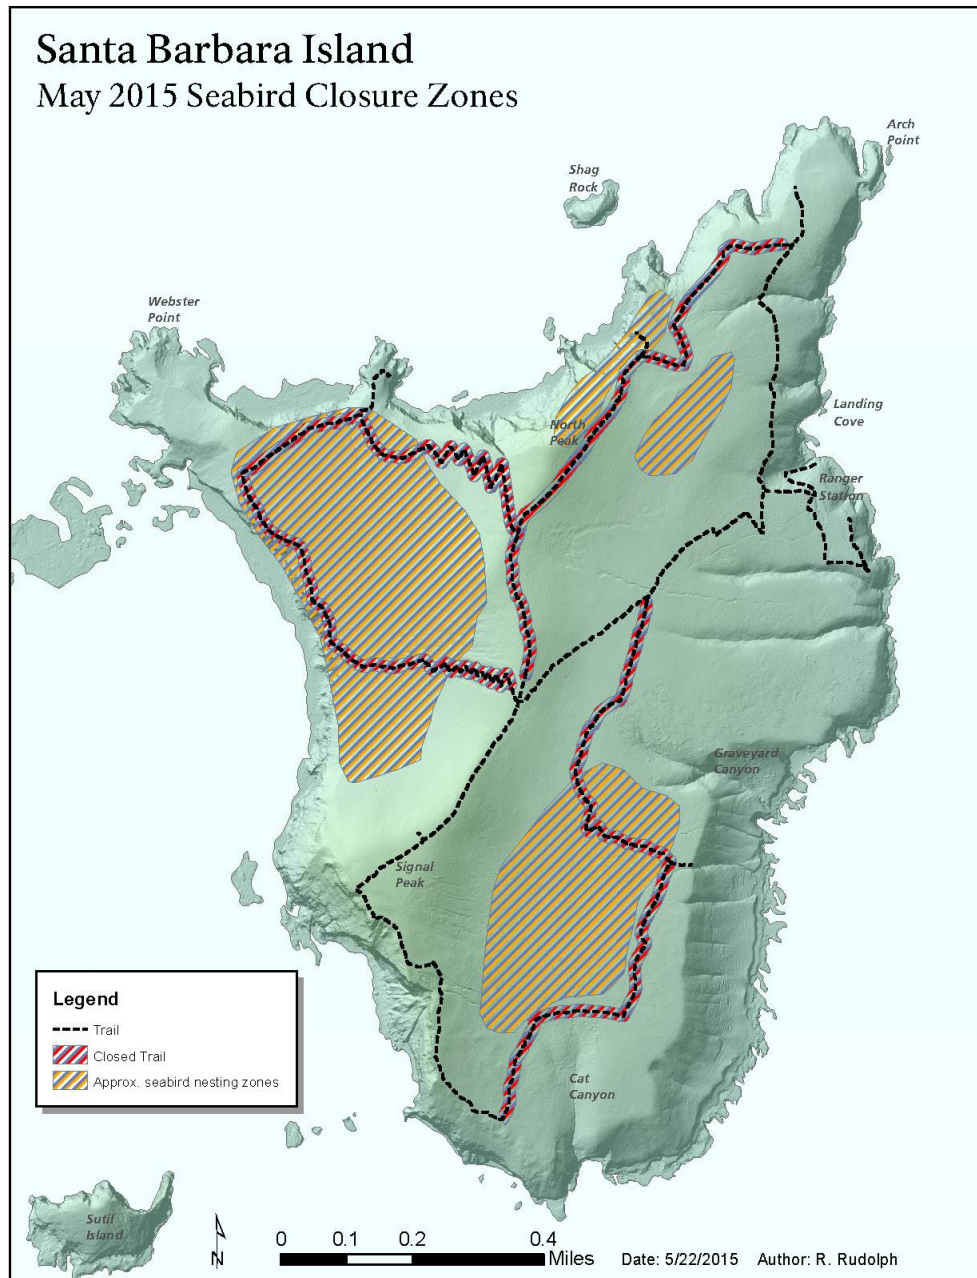 Santa Barbara Island
May 2015 Seabird Closure Zones
Arch
Point
Shag
Rock
Webster
Point
Landing
Cove
North
Peak
Ranger
Station
Graveyard
Canyon
Signal
Peak
Legend
Trail
Closed Trail
Approx. seabird nesting zones
Cat
Canyon
Sutil
Island
N
0 0.1 0.2 0.4
Miles
Date: 5/22/2015 Author: R. Rudolph